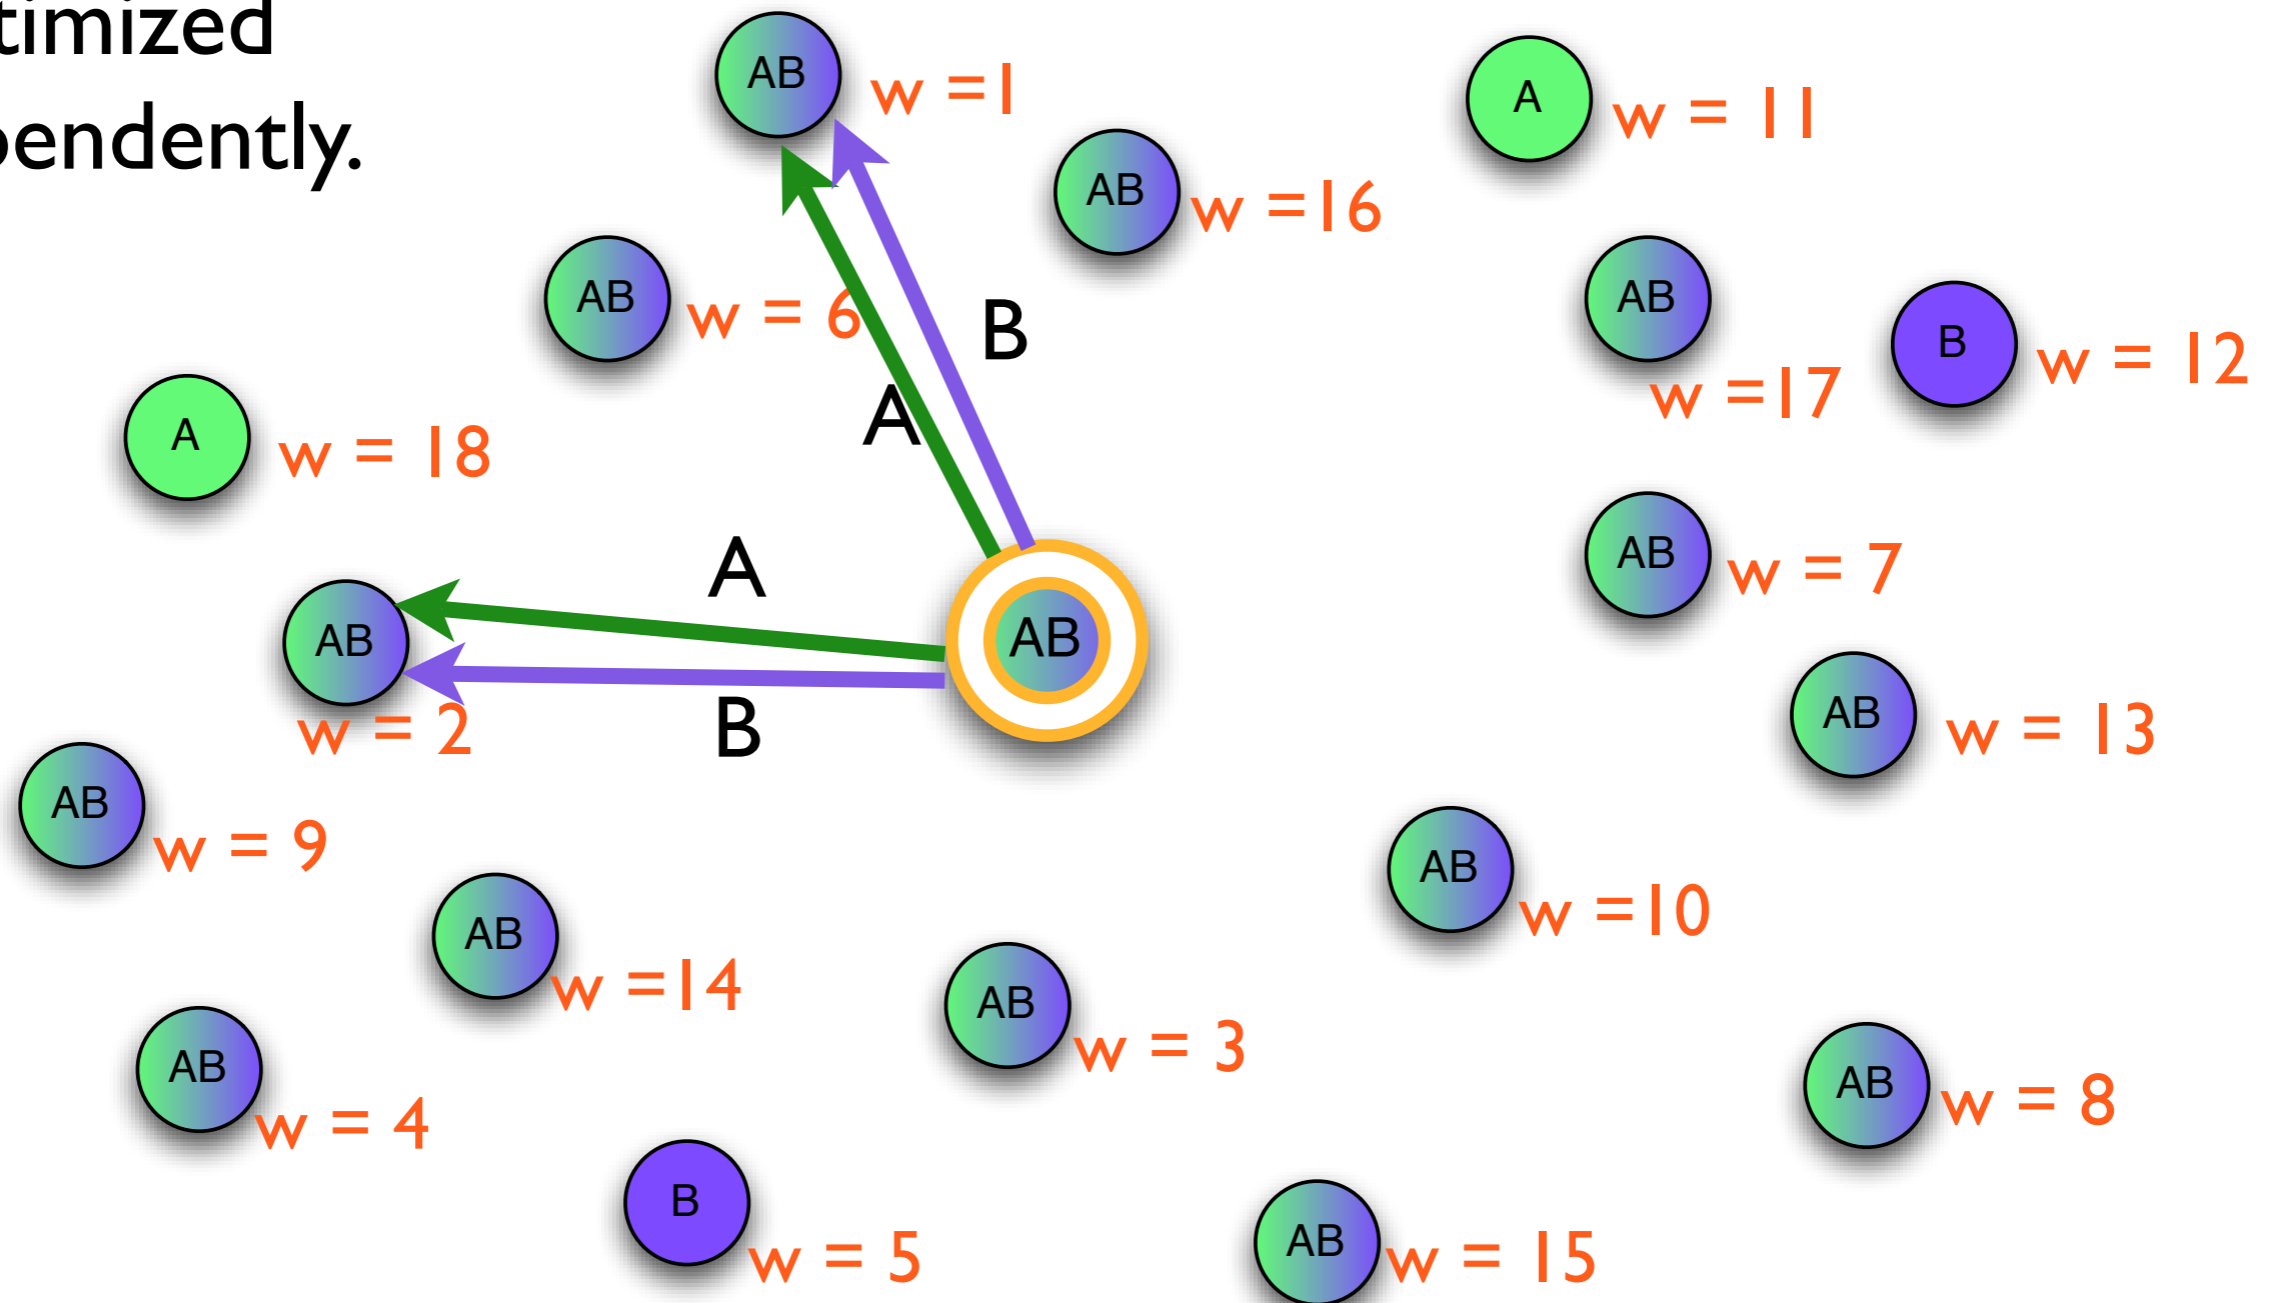 timized
pendently.
AB
w =1
A
w = 11
AB
w =16
AB
w = 6
B
AB
w =17
B
w = 12
A
A
w = 18
A
AB
w = 7
AB
AB
w = 2
B
AB
w = 13
AB
w = 9
AB
w =10
AB
w =14
AB
w = 3
AB
w = 4
AB
w = 8
B
w = 5
AB
w = 15